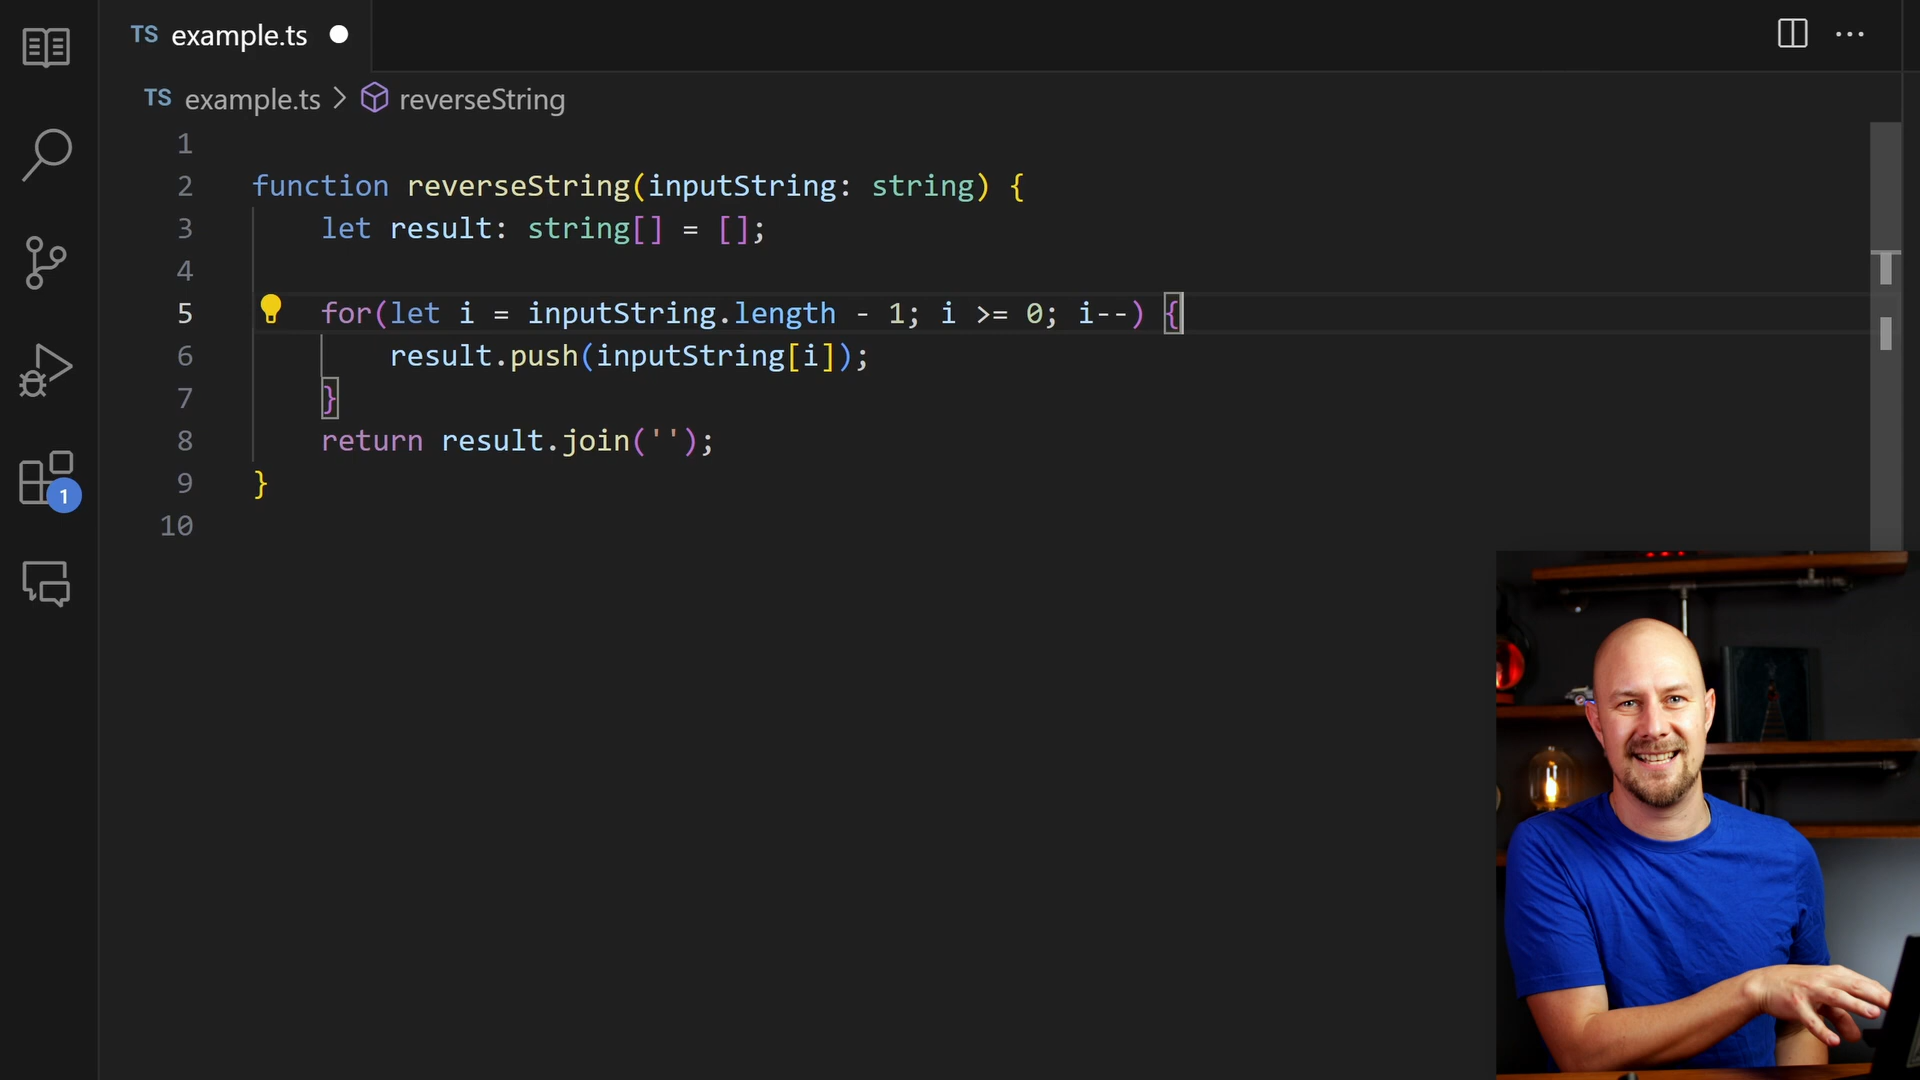 TS example.ts
TS example.ts > reverseString
1
2 function reverseString(inputString: string) {
3 let result: string[] = [];
4
5 for(let i = inputString.length - 1; i >= 0; i--) {
6 result.push(inputString[i]);
7 }
8 return result.join('');
9 }
10
1